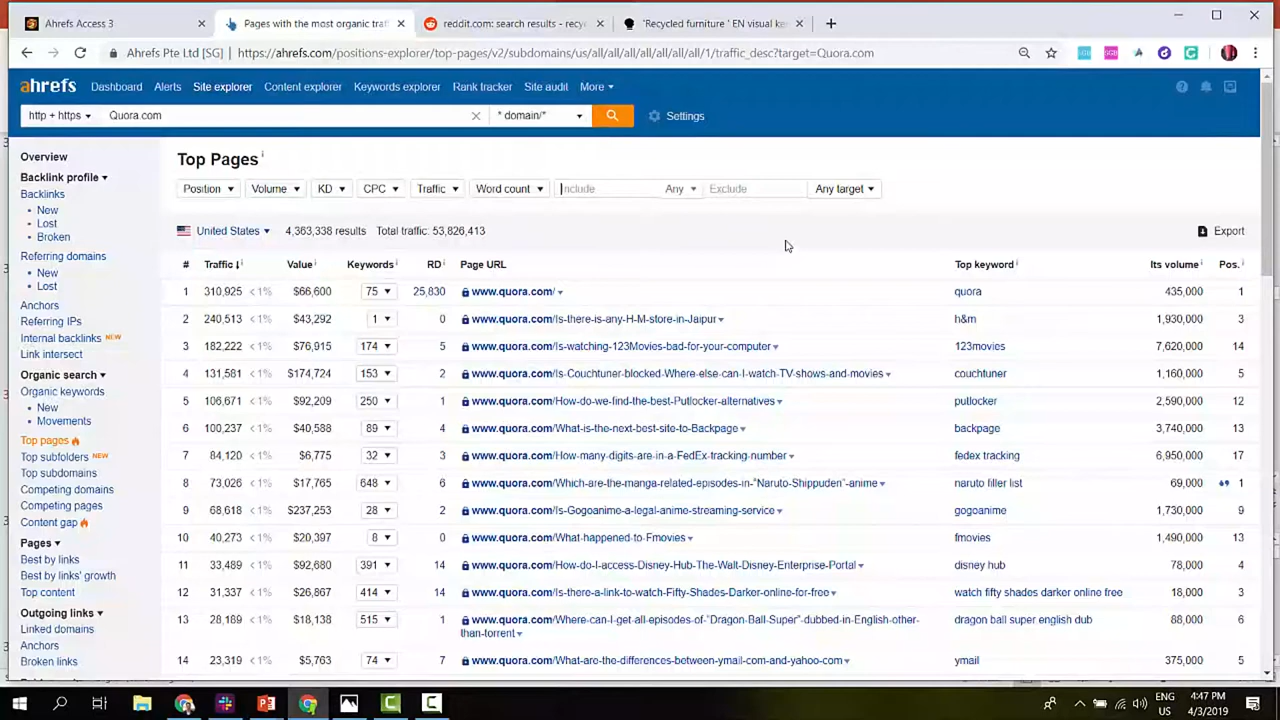 Ahrefs Access 3
Pages with the most organic traf
reddit.com: search results - recy
'Recycled furniture ' EN visual ke
Ahrefs Pte Ltd [SG] | https://ahrefs.com/positions-explorer/top-pages/v2/subdomains/us/all/all/all/all/all/all/1/traffic_desc?target=Quora.com
ahrefs Dashboard Alerts Site explorer Content explorer Keywords explorer Rank tracker Site audit More
http + https Quora.com *domain/* Settings
Overview
Backlink profile
Backlinks
New
Lost
Broken
Referring domains
New
Lost
Anchors
Referring IPs
Internal backlinks NEW
Link intersect
Organic search
Organic keywords
New
Movements
Top pages
Top subfolders NEW
Top subdomains
Competing domains
Competing pages
Content gap
Pages
Best by links
Best by links' growth
Top content
Outgoing links
Linked domains
Anchors
Broken links
Top Pages
Position Volume KD CPC Traffic Word count Include Any Exclude Any target
United States 4,363,338 results Total traffic: 53,826,413 Export
# Traffic Value Keywords RD Page URL Top keyword Its volume Pos.
1 310,925 <1% $66,600 75 25,830 www.quora.com/ quora 435,000 1
2 240,513 <1% $43,292 1 0 www.quora.com/Is-there-is-any-H-M-store-in-Jaipur h&m 1,930,000 3
3 182,222 <1% $76,915 174 5 www.quora.com/Is-watching-123Movies-bad-for-your-computer 123movies 7,620,000 14
4 131,581 <1% $174,724 153 2 www.quora.com/Is-Couchtuner-blocked-Where-else-can-I-watch-TV-shows-and-movies couchtuner 1,160,000 5
5 106,671 <1% $92,209 250 1 www.quora.com/How-do-we-find-the-best-Putlocker-alternatives putlocker 2,590,000 12
6 100,237 <1% $40,588 89 4 www.quora.com/What-is-the-next-best-site-to-Backpage backpage 3,740,000 13
7 84,120 <1% $6,775 32 3 www.quora.com/How-many-digits-are-in-a-FedEx-tracking-number fedex tracking 6,950,000 17
8 73,026 <1% $17,765 648 6 www.quora.com/Which-are-the-manga-related-episodes-in-"Naruto-Shippuden"-anime naruto filler list 69,000 1
9 68,618 <1% $237,253 28 2 www.quora.com/Is-Gogoanime-a-legal-anime-streaming-service gogoanime 1,730,000 9
10 40,273 <1% $20,397 8 0 www.quora.com/What-happened-to-Fmovies fmovies 1,490,000 13
11 33,489 <1% $92,680 391 14 www.quora.com/How-do-I-access-Disney-Hub-The-Walt-Disney-Enterprise-Portal disney hub 78,000 4
12 31,337 <1% $26,867 414 14 www.quora.com/Is-there-a-link-to-watch-Fifty-Shades-Darker-online-for-free watch fifty shades darker online free 18,000 3
13 28,189 <1% $18,138 515 1 www.quora.com/Where-can-I-get-all-episodes-of-"Dragon-Ball-Super"-dubbed-in-English-other- dragon ball super english dub 88,000 6
than-torrent
14 23,319 <1% $5,763 74 7 www.quora.com/What-are-the-differences-between-ymail-com-and-yahoo-com ymail 375,000 5
ENG 4:47 PM
US 4/3/2019